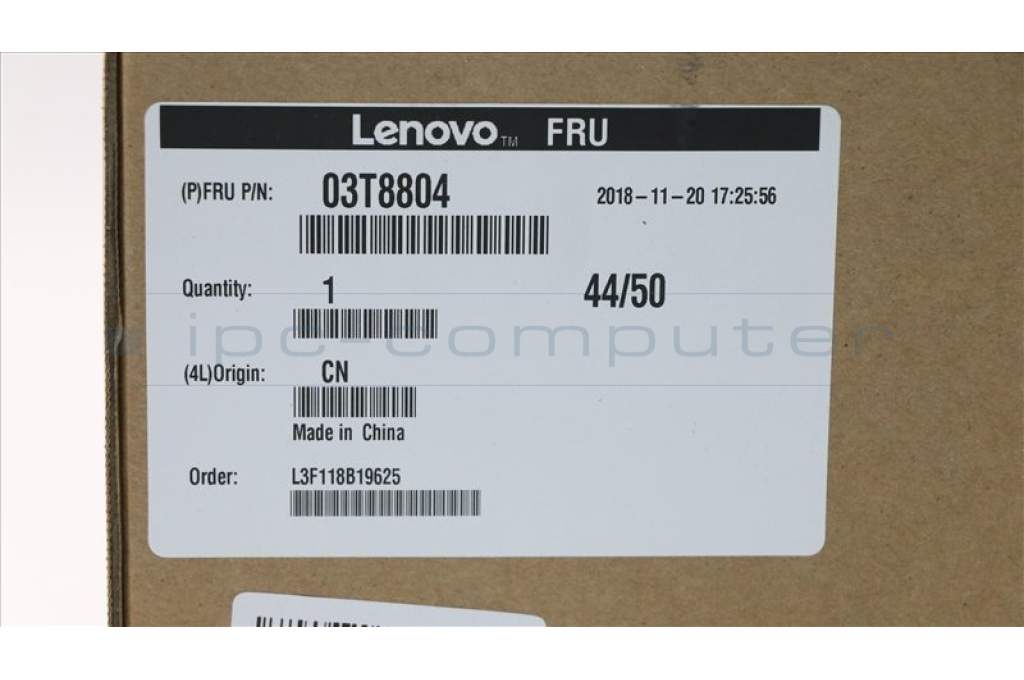 Lenovo™ FRU
(P)FRU P/N: 03T8804 2018-11-20 17:25:56
Quantity: 1 44/50
ipc-computer
(4L)Origin: CN
Made in China
Order: L3F118B19625